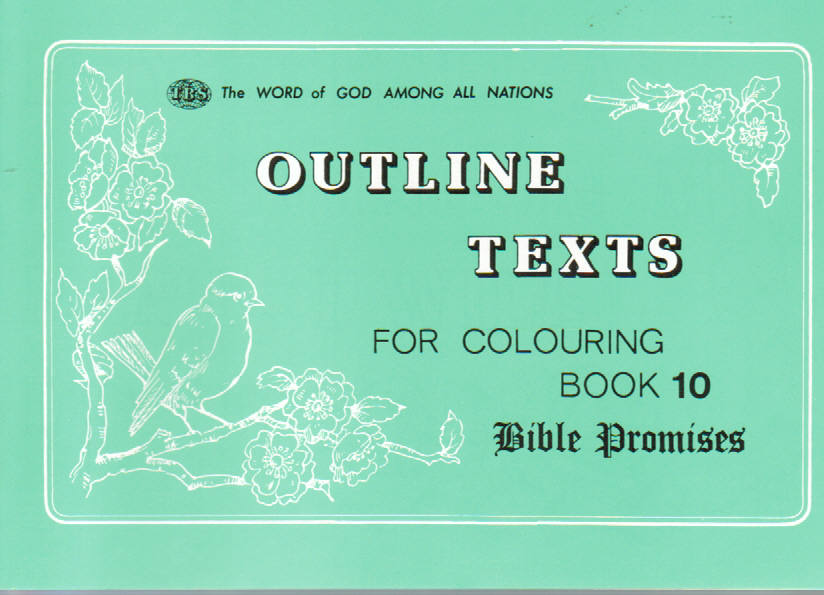 TBS The WORD of GOD AMONG ALL NATIONS
OUTLINE
TEXTS
FOR COLOURING
BOOK 10
Bible Promises